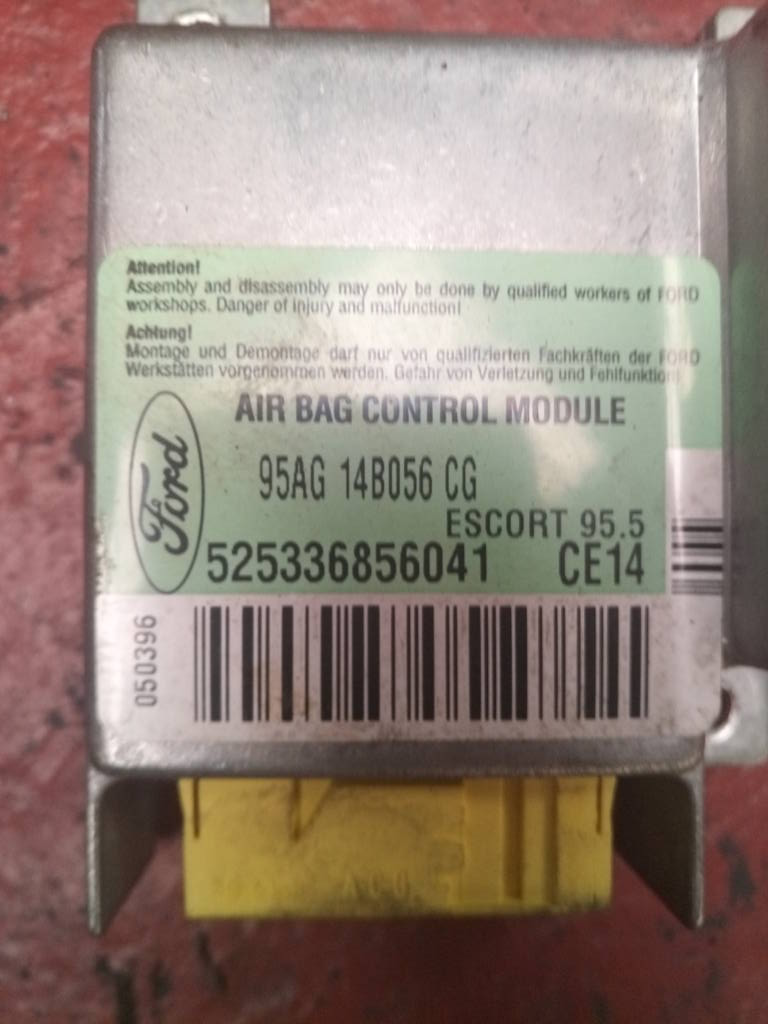 Attention!
Assembly and disassembly may only be done by qualified workers of FORD
workshops. Danger of injury and malfunction!
Achtung!
Montage und Demontage darf nur von qualifizierten Fachkräften der FORD
Werkstätten vorgenommen werden. Gefahr von Verletzung und Fehlfunktion!
AIR BAG CONTROL MODULE
Ford
95AG 14B056 CG
ESCORT 95.5
525336856041 CE14
050396